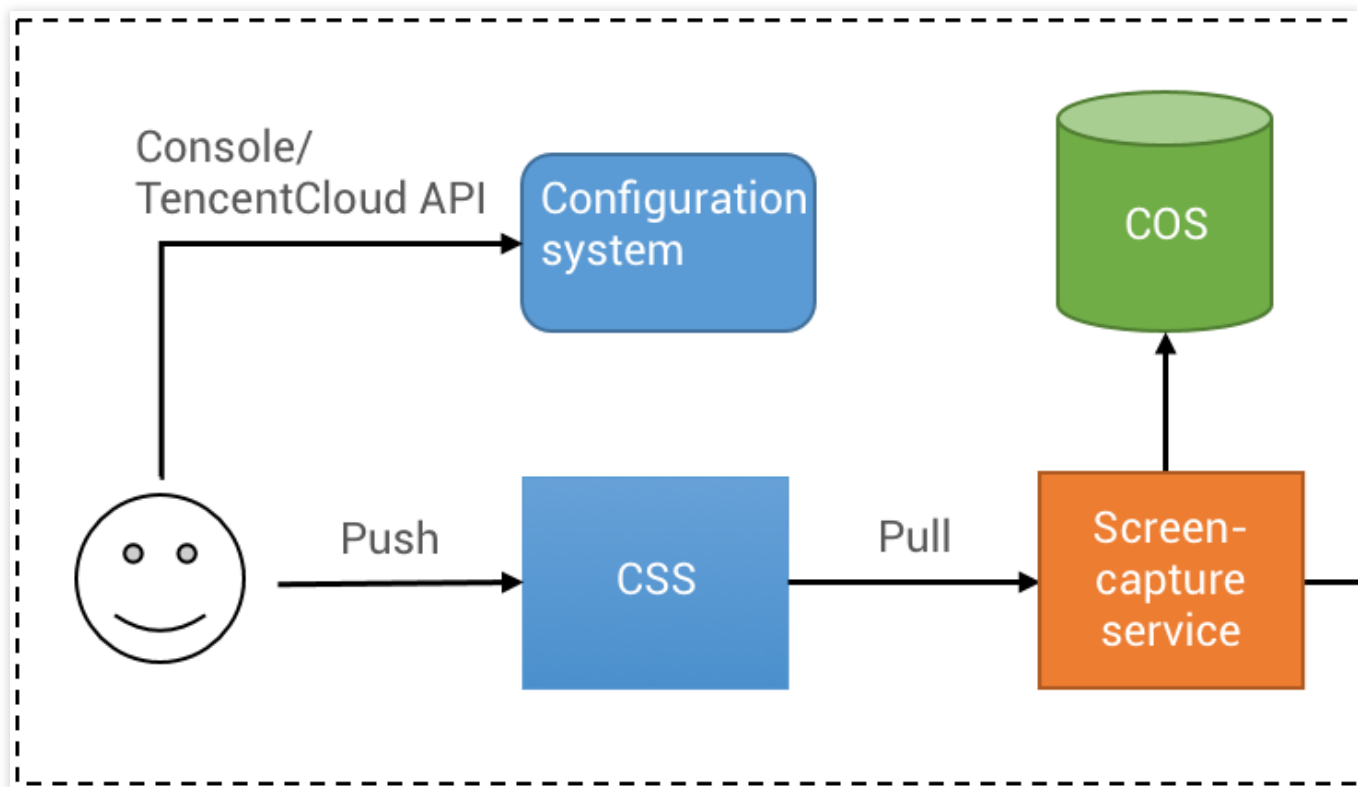 Console/
TencentCloud API
Configuration
system
COS
Push
CSS
Pull
Screen-
capture
service